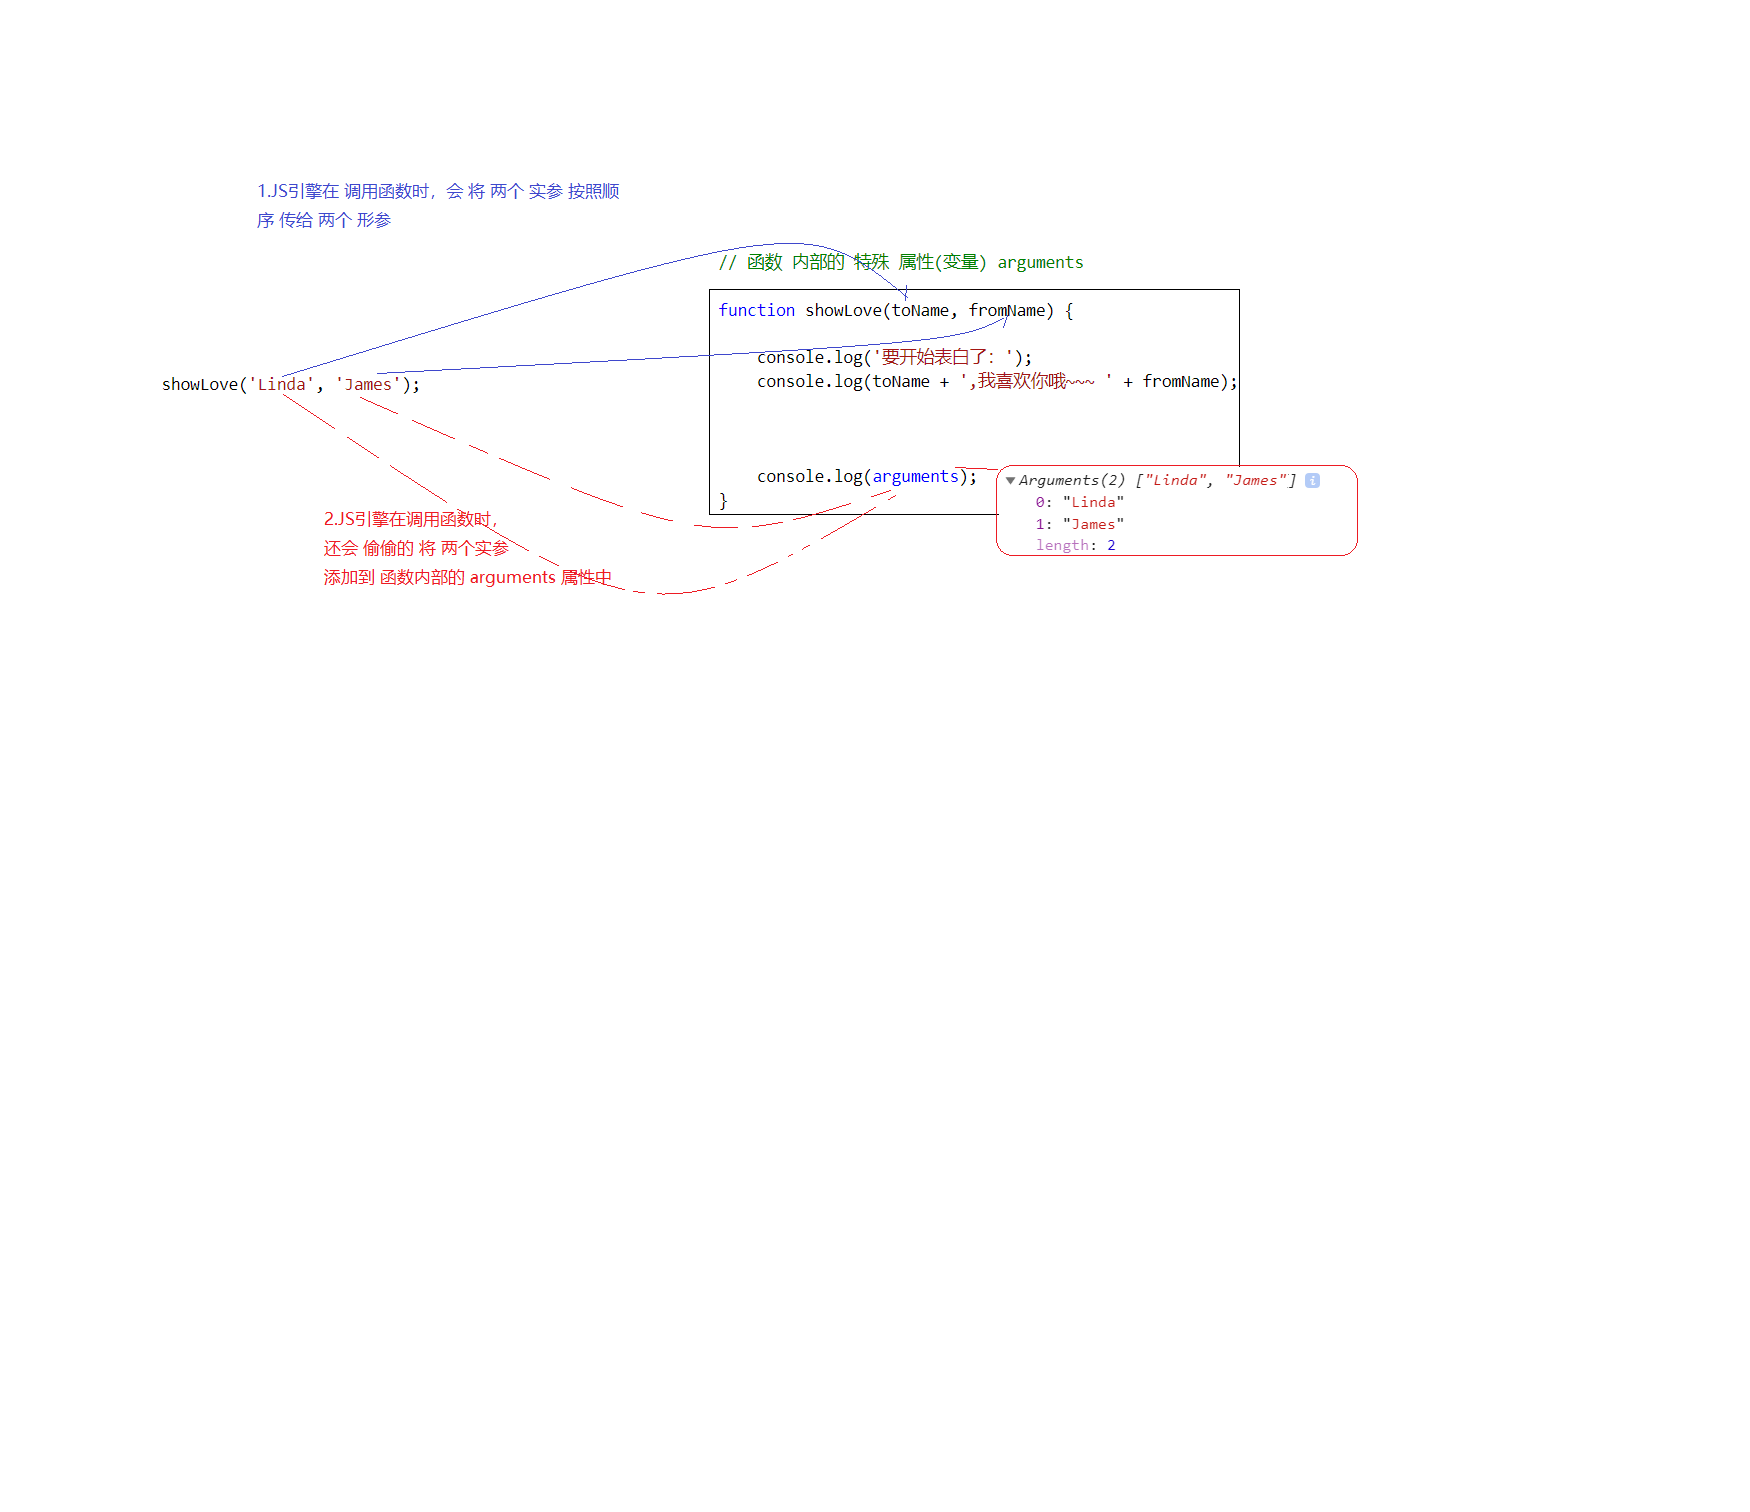 1.JS引擎在 调用函数时，会 将 两个 实参 按照顺
序 传给 两个 形参
// 函数 内部的 特殊 属性(变量) arguments
function showLove(toName, fromName) {
console.log('要开始表白了：');
showLove('Linda', 'James');
console.log(toName + ',我喜欢你哦~~~ ' + fromName);
console.log(arguments);
}
Arguments(2) ["Linda", "James"] i
0: "Linda"
1: "James"
length: 2
2.JS引擎在调用函数时，
还会 偷偷的 将 两个实参
添加到 函数内部的 arguments 属性中